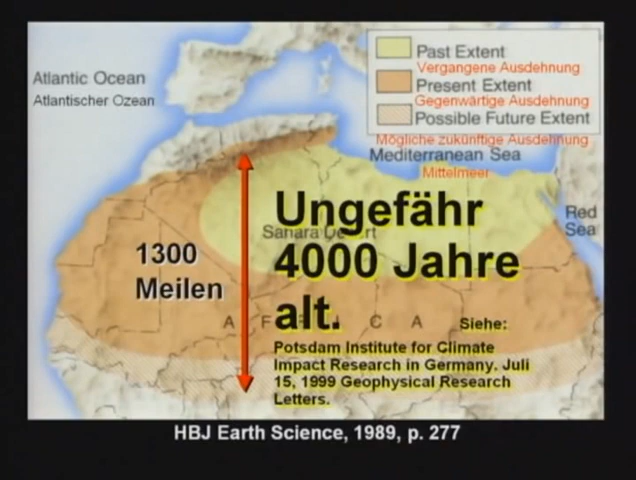 Atlantic Ocean
Atlantischer Ozean
Past Extent
Vergangene Ausdehnung
Present Extent
Gegenwärtige Ausdehnung
Possible Future Extent
Mögliche zukünftige Ausdehnung
Mediterranean Sea
Mittelmeer
Red
Sea
Sahara Desert
Ungefähr
4000 Jahre
alt.
1300
Meilen
A F R I C A
Siehe:
Potsdam Institute for Climate
Impact Research in Germany. Juli
15, 1999 Geophysical Research
Letters.
HBJ Earth Science, 1989, p. 277